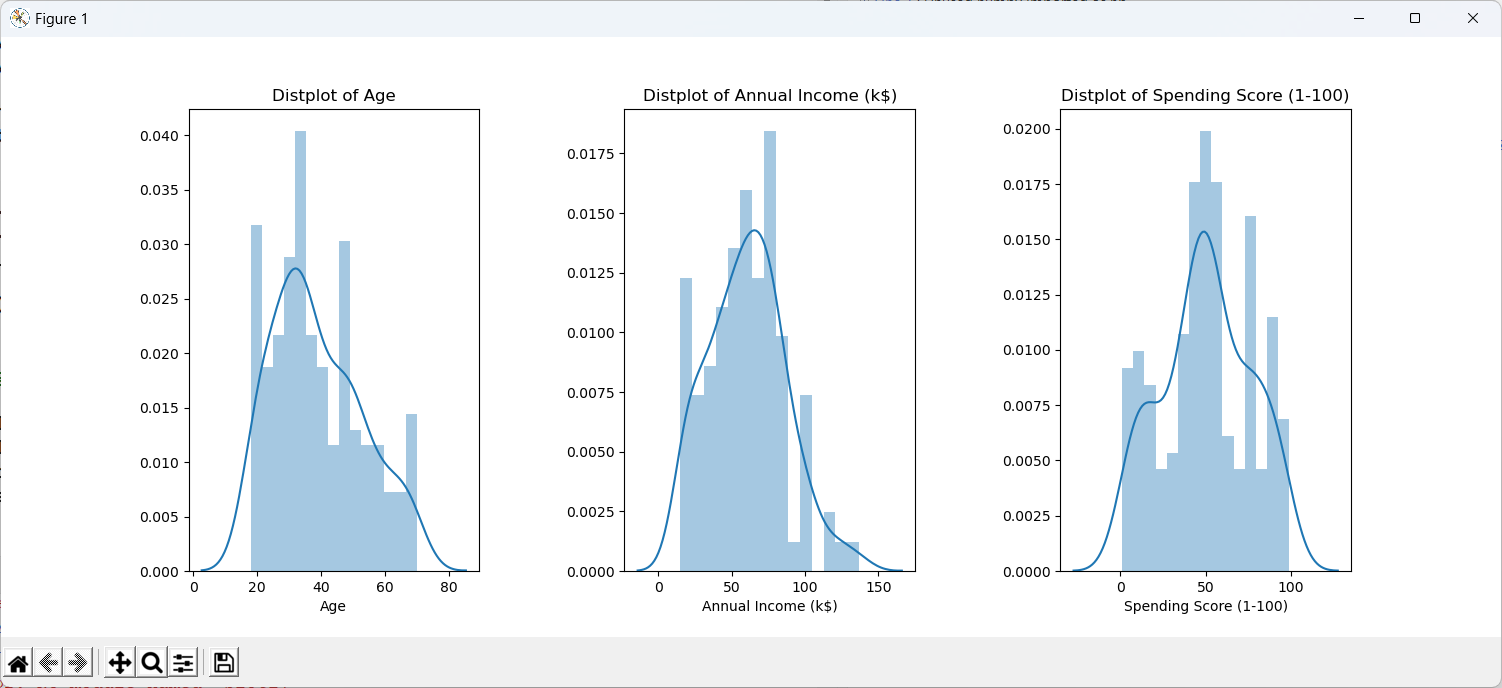 Figure 1
Distplot of Age
0.040
0.035
0.030
0.025
0.020
0.015
0.010
0.005
0.000
0 20 40 60 80
Age
Distplot of Annual Income (k$)
0.0175
0.0150
0.0125
0.0100
0.0075
0.0050
0.0025
0.0000
0 50 100 150
Annual Income (k$)
Distplot of Spending Score (1-100)
0.0200
0.0175
0.0150
0.0125
0.0100
0.0075
0.0050
0.0025
0.0000
0 50 100
Spending Score (1-100)